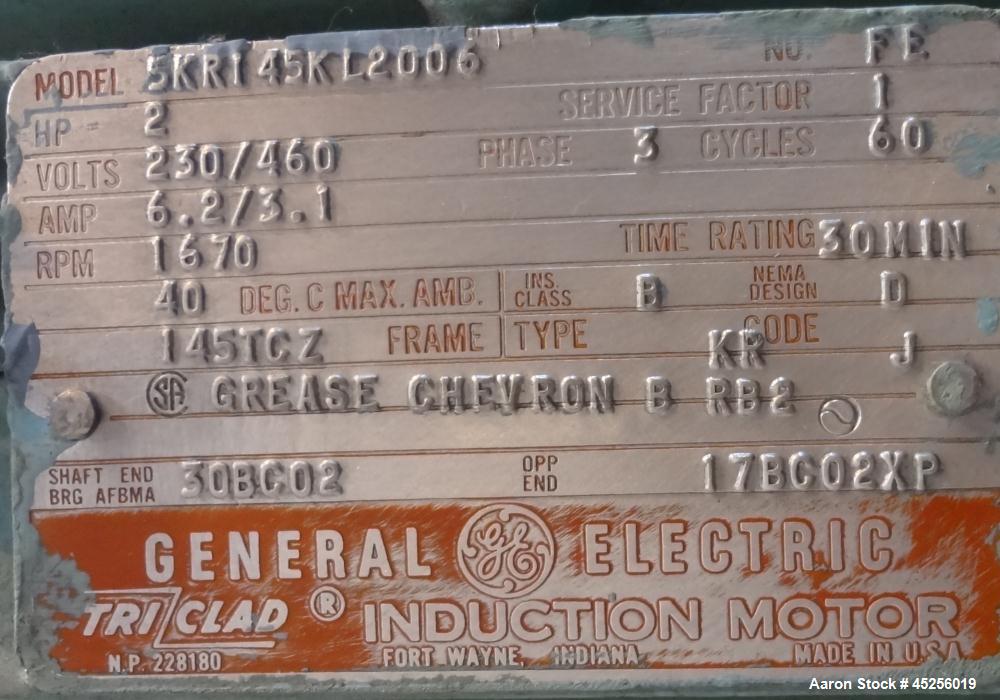 MODEL 5KR145KL2006 NO. FE
HP 2 SERVICE FACTOR 1
VOLTS 230/460 PHASE 3 CYCLES 60
AMP 6.2/3.1
RPM 1670 TIME RATING 30MIN
40 DEG. C MAX. AMB. INS. CLASS B NEMA DESIGN D
145TCZ FRAME TYPE KR CODE J
SA GREASE CHEVRON B RB2
SHAFT END BRG AFBMA 30BC02 OPP END 17BC02XP
GENERAL GE ELECTRIC
TRI CLAD ® INDUCTION MOTOR
N.P. 228180 FORT WAYNE, INDIANA MADE IN U.S.A
Aaron Stock # 45256019